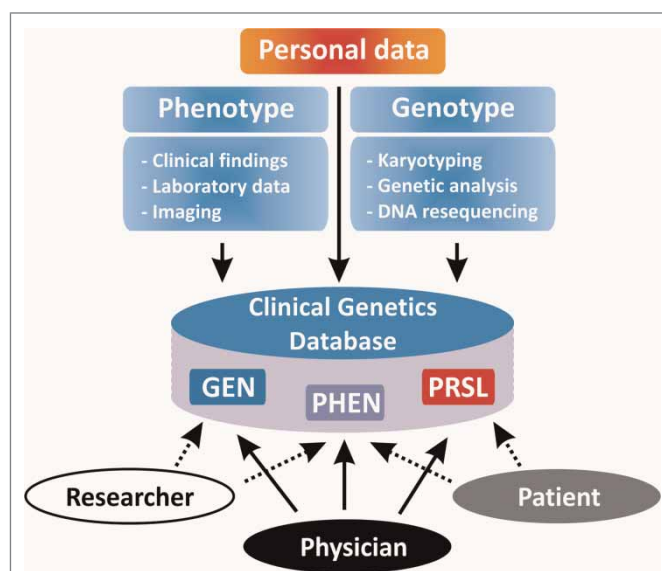 Personal data
Phenotype
- Clinical findings
- Laboratory data
- Imaging
Genotype
- Karyotyping
- Genetic analysis
- DNA resequencing
Clinical Genetics
Database
GEN
PHEN
PRSL
Researcher
Patient
Physician